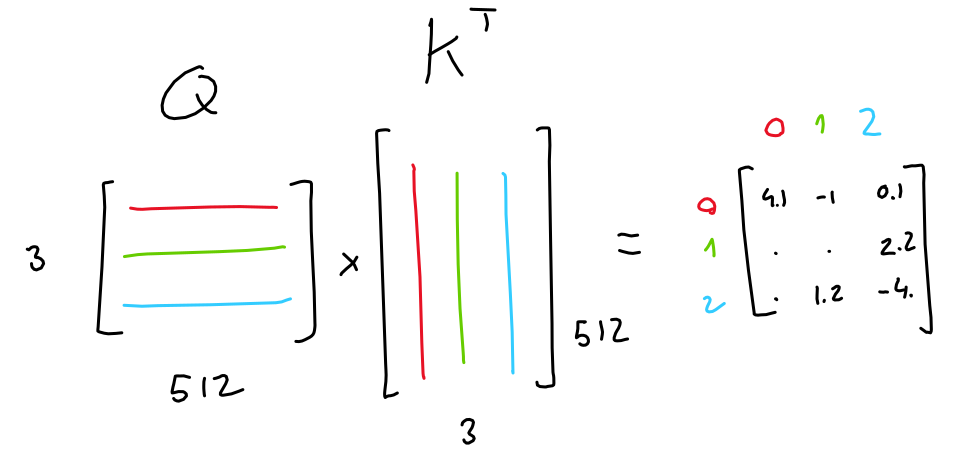 Q
K^T
3
512
×
3
512
=
0 1 2
0 4.1 -1 0.1
1 . . 2.2
2 . 1.2 -4.